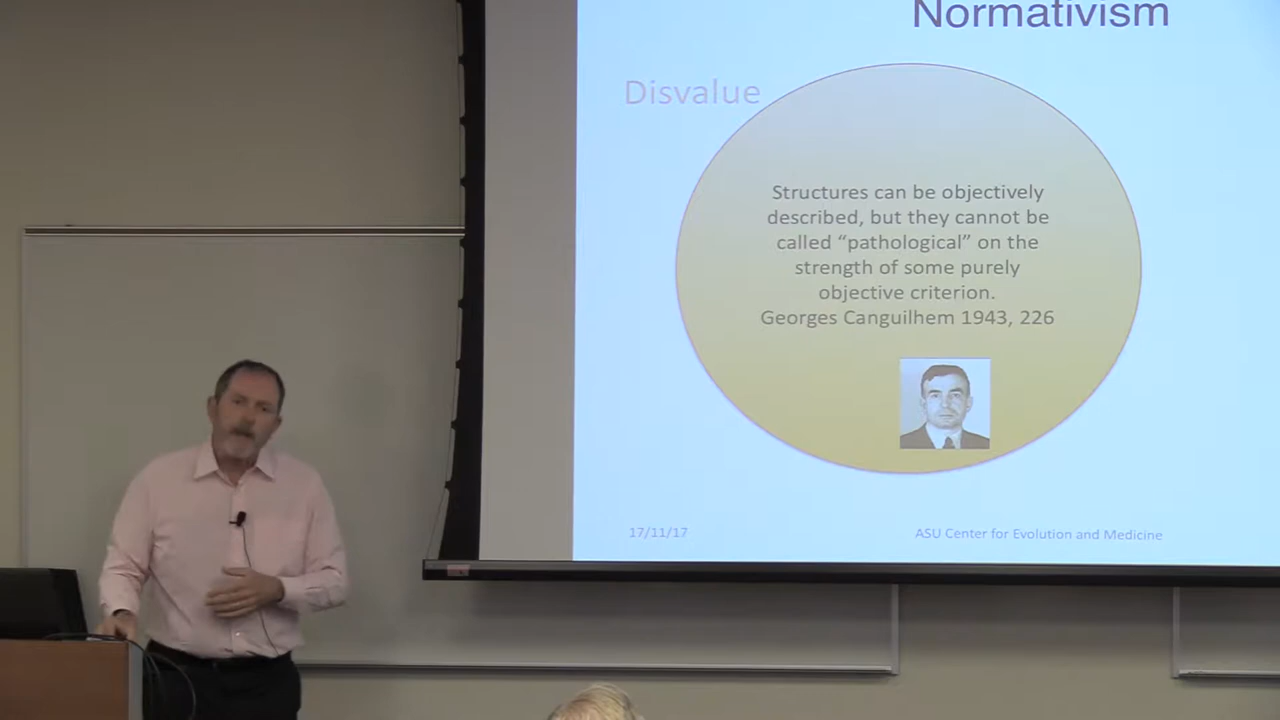 Normativism
Disvalue
Structures can be objectively
described, but they cannot be
called “pathological” on the
strength of some purely
objective criterion.
Georges Canguilhem 1943, 226
17/11/17
ASU Center for Evolution and Medicine